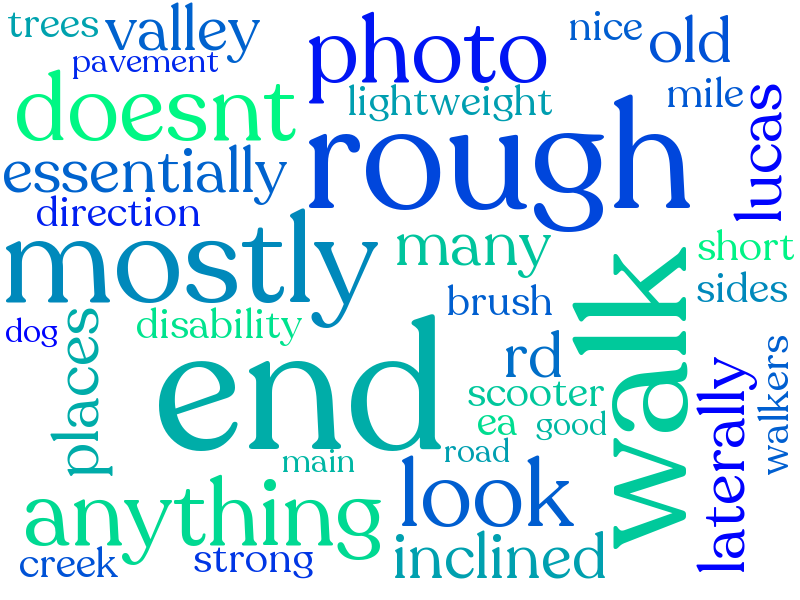 trees
valley
pavement
photo
nice
old
mile
lucas
doesnt
lightweight
rough
essentially
direction
mostly
many
walk
short
sides
dog
places
disability
brush
end
rd
laterally
walkers
scooter
ea
good
main
road
anything
look
creek
strong
inclined